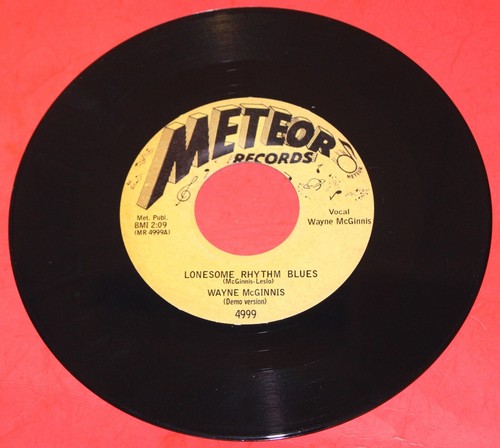 METEOR
RECORDS
METEOR
Met. Publ.
BMI 2:09
(MR 4999A)
Vocal
Wayne McGinnis
LONESOME RHYTHM BLUES
(McGinnis-Leslo)
WAYNE McGINNIS
(Demo version)
4999